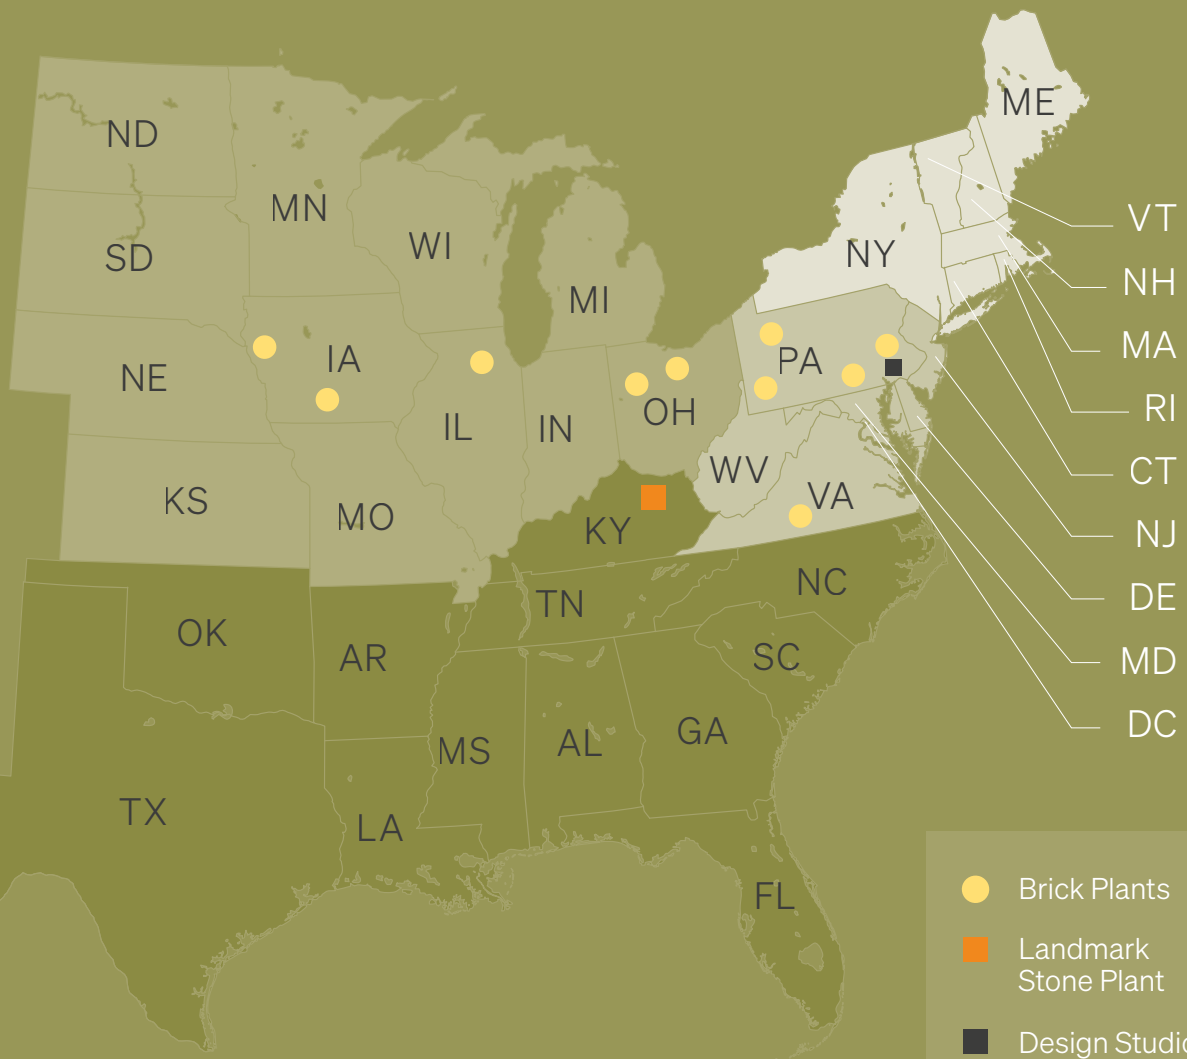 ME
ND
MN
VT
WI
NY
SD
NH
MI
MA
IA
PA
NE
RI
OH
IL
IN
WV
CT
VA
KS
MO
KY
NJ
NC
DE
TN
OK
AR
SC
MD
DC
GA
AL
MS
TX
LA
FL
Brick Plants
Landmark
Stone Plant
Design Studio